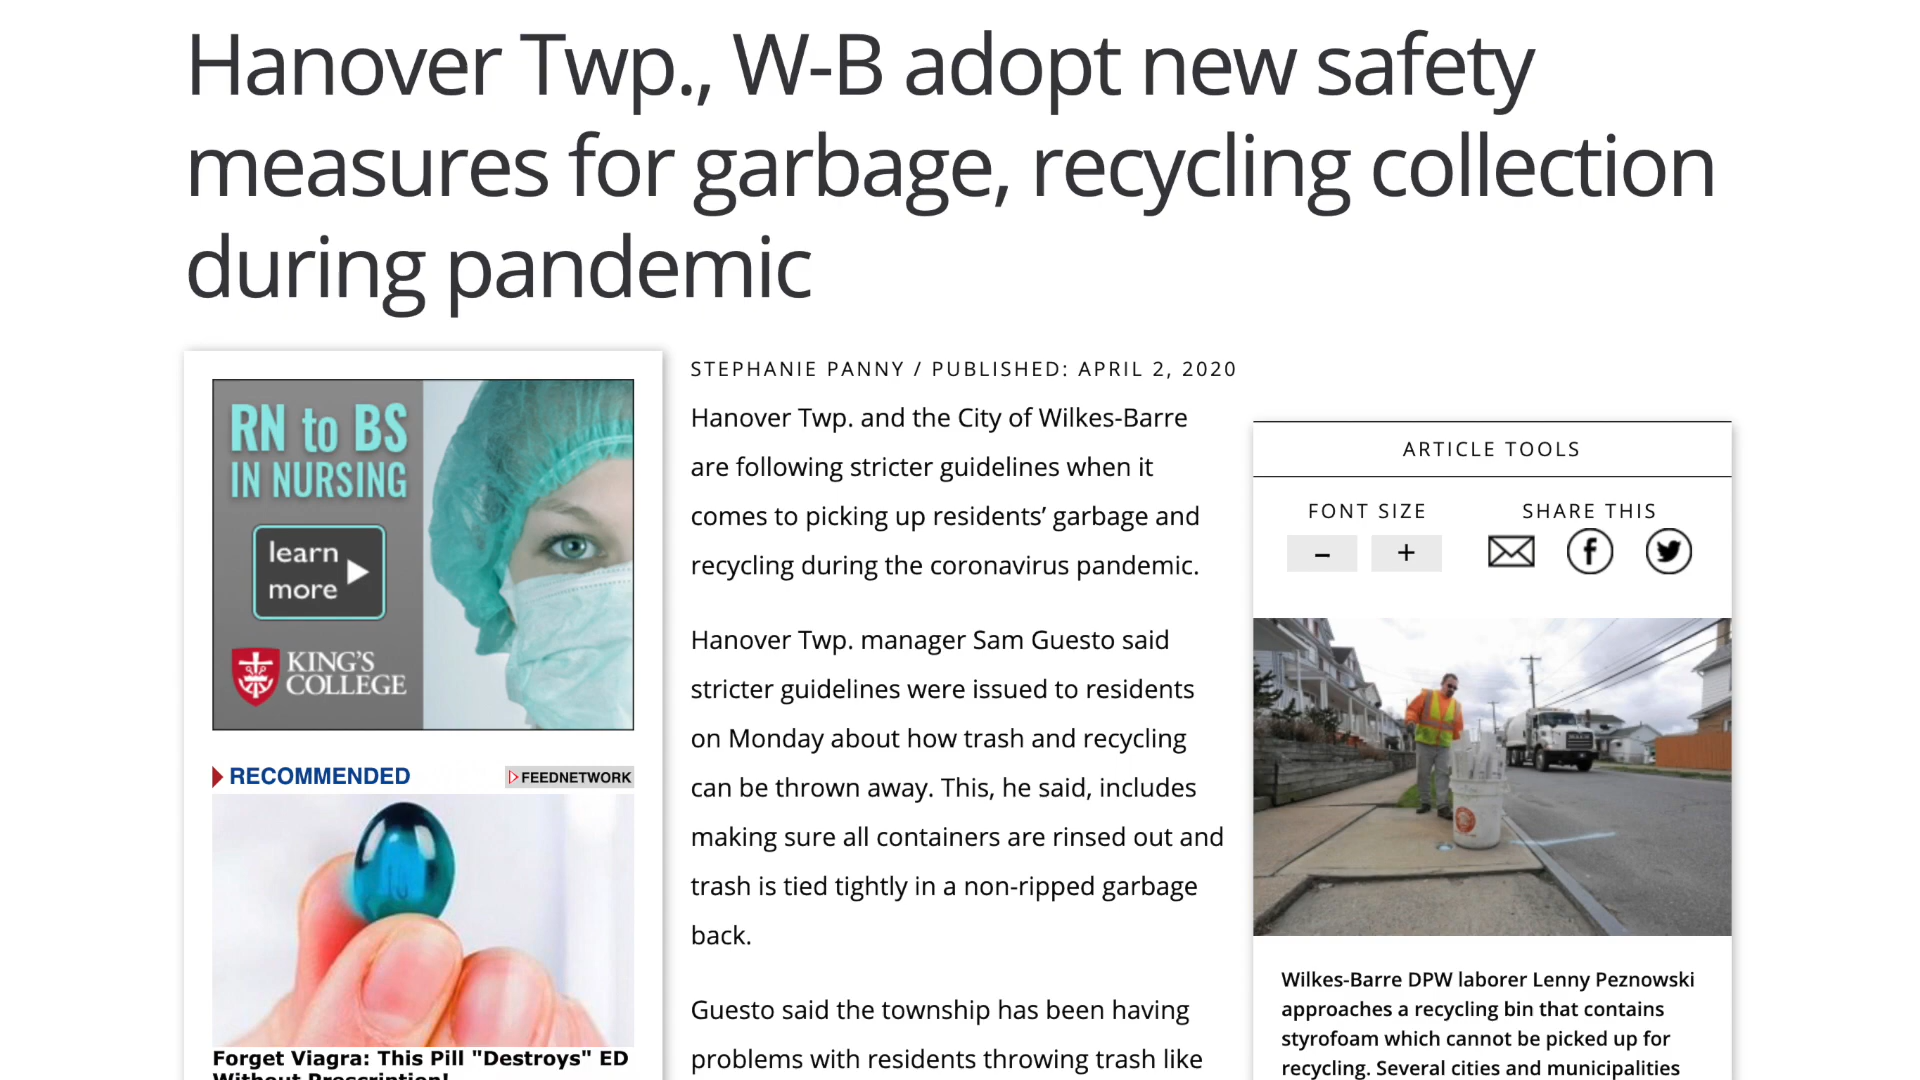 Hanover Twp., W-B adopt new safety
measures for garbage, recycling collection
during pandemic
RN to BS
IN NURSING
learn
more
KING'S
COLLEGE
RECOMMENDED
FEEDNETWORK
Forget Viagra: This Pill "Destroys" ED
Without Prescription!
STEPHANIE PANNY / PUBLISHED: APRIL 2, 2020
Hanover Twp. and the City of Wilkes-Barre
are following stricter guidelines when it
comes to picking up residents’ garbage and
recycling during the coronavirus pandemic.
Hanover Twp. manager Sam Guesto said
stricter guidelines were issued to residents
on Monday about how trash and recycling
can be thrown away. This, he said, includes
making sure all containers are rinsed out and
trash is tied tightly in a non-ripped garbage
back.
Guesto said the township has been having
problems with residents throwing trash like
ARTICLE TOOLS
FONT SIZE
SHARE THIS
– +
Wilkes-Barre DPW laborer Lenny Peznowski
approaches a recycling bin that contains
styrofoam which cannot be picked up for
recycling. Several cities and municipalities